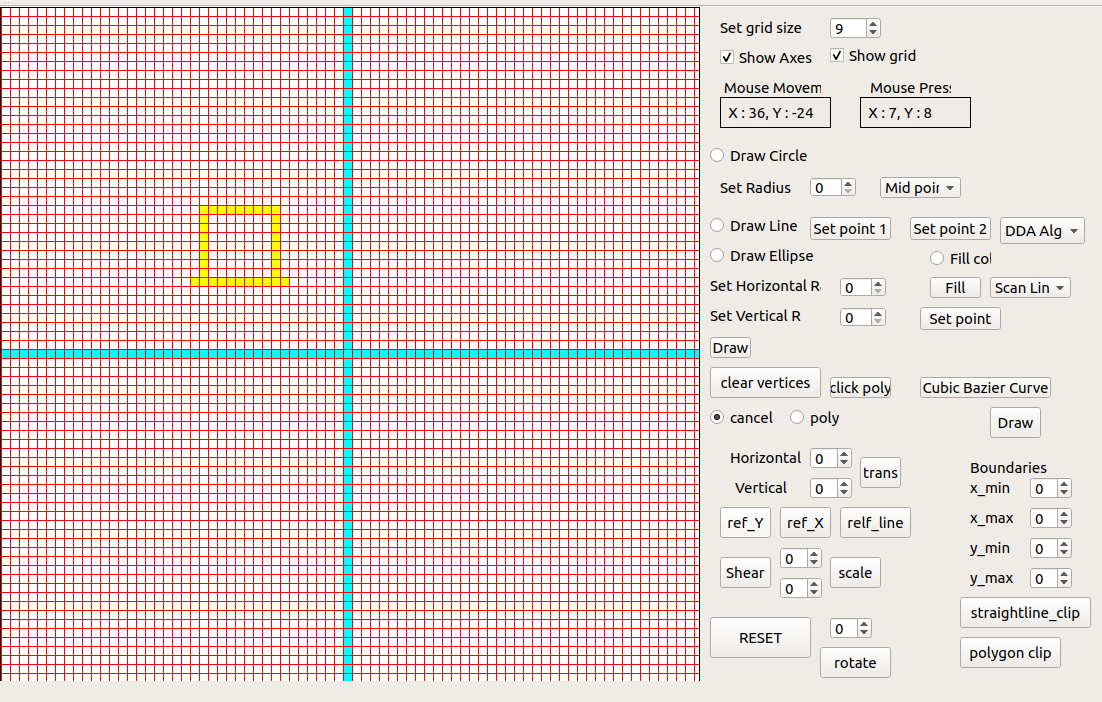 Set grid size 9
Show Axes Show grid
Mouse Movem Mouse Pres
X : 36, Y : -24 X : 7, Y : 8
Draw Circle
Set Radius 0 Mid poir
Draw Line Set point 1 Set point 2 DDA Alg
Draw Ellipse Fill col
Set Horizontal R 0 Fill Scan Lin
Set Vertical R 0 Set point
Draw
clear vertices click poly Cubic Bazier Curve
cancel poly Draw
Horizontal 0 trans Boundaries
Vertical 0 x_min 0
ref_Y ref_X relf_line x_max 0
Shear 0 scale y_min 0
0 y_max 0
RESET 0 straightline_clip
rotate polygon clip